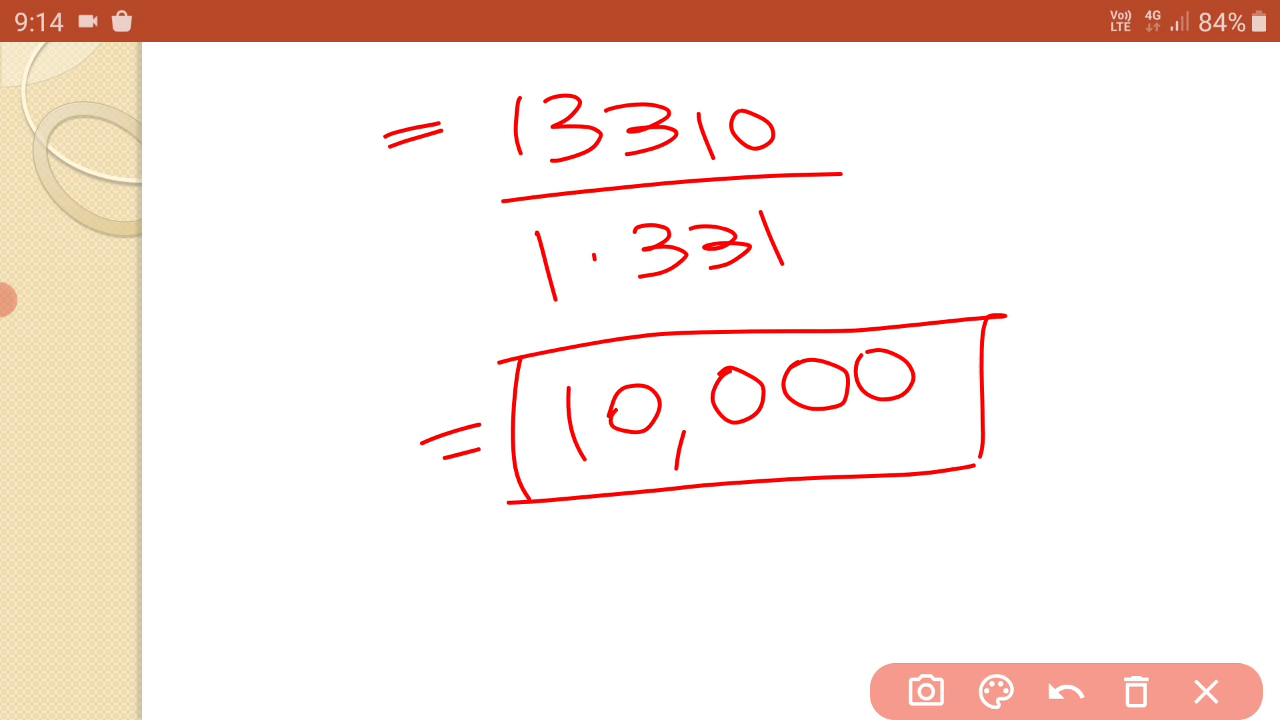 9:14 Vo)) LTE 4G 84%
= 13310
1.331
= 10,000